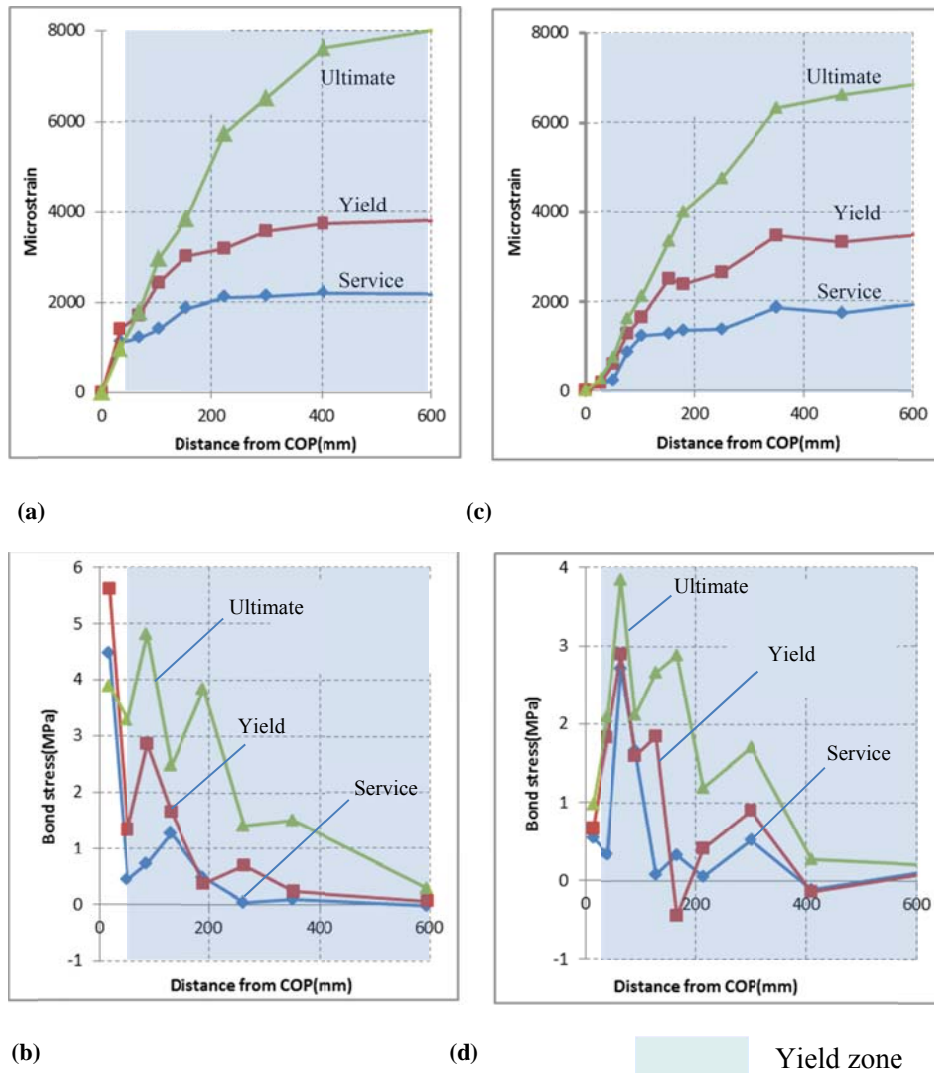 8000
6000
4000
2000
0
Microstrain
Ultimate
Yield
Service
0 200 400 600
Distance from COP(mm)
(a)
8000
6000
4000
2000
0
Microstrain
Ultimate
Yield
Service
0 200 400 600
Distance from COP(mm)
(c)
6
5
4
3
2
1
0
-1
Bond stress(MPa)
Ultimate
Yield
Service
0 200 400 600
Distance from COP(mm)
(b)
4
3
2
1
0
-1
Bond stress(MPa)
Ultimate
Yield
Service
0 200 400 600
Distance from COP(mm)
(d)
Yield zone